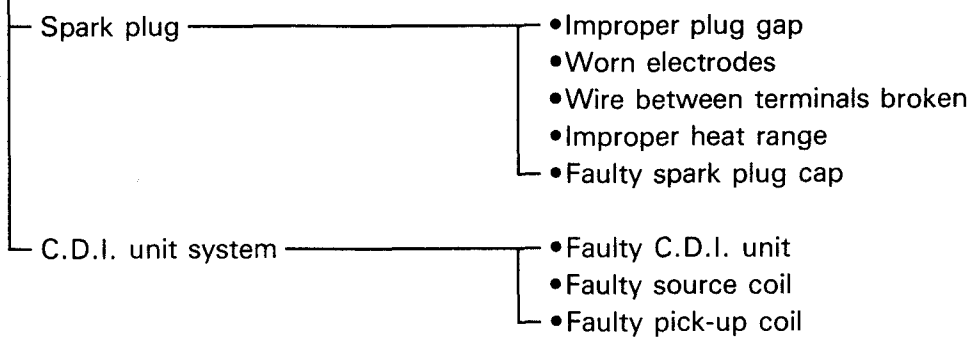 Spark plug
•Improper plug gap
•Worn electrodes
•Wire between terminals broken
•Improper heat range
•Faulty spark plug cap
C.D.I. unit system
•Faulty C.D.I. unit
•Faulty source coil
•Faulty pick-up coil